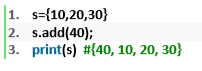 1. s={10,20,30}
2. s.add(40);
3. print(s) #{40, 10, 20, 30}